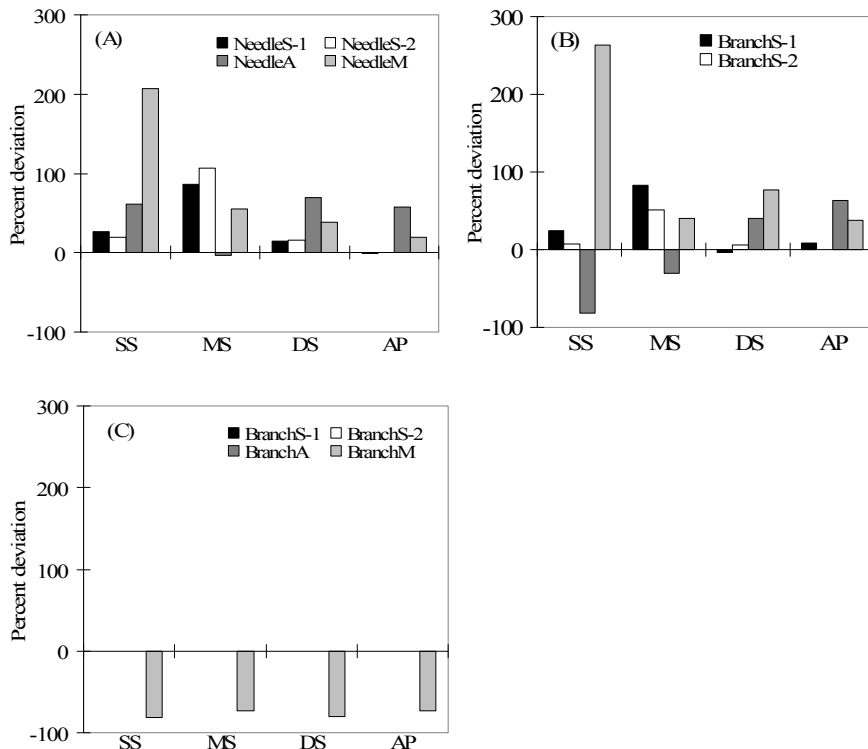 (A)
NeedleS-1 NeedleS-2
NeedleA NeedleM
300
200
100
0
-100
Percent deviation
SS MS DS AP
(B)
BranchS-1
BranchS-2
300
200
100
0
-100
Percent deviation
SS MS DS AP
(C)
BranchS-1 BranchS-2
BranchA BranchM
300
200
100
0
-100
Percent deviation
SS MS DS AP